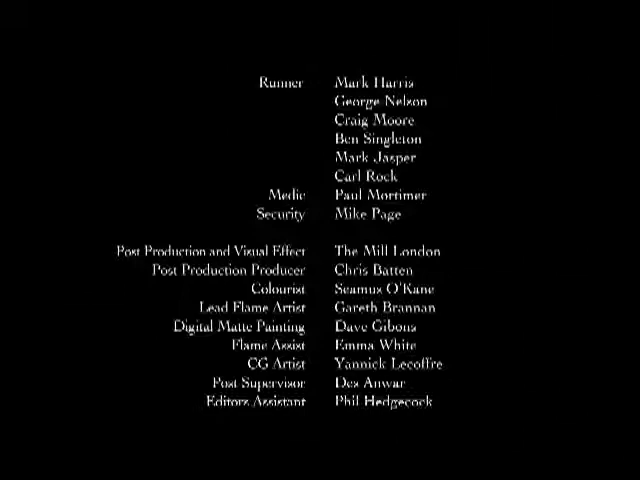 Runner Mark Harris
George Nelson
Craig Moore
Ben Singleton
Mark Jasper
Carl Rock
Medic Paul Mortimer
Security Mike Page
Post Production and Visual Effect The Mill London
Post Production Producer Chris Batten
Colourist Seamus O'Kane
Lead Flame Artist Gareth Brannan
Digital Matte Painting Dave Gibons
Flame Assist Emma White
CG Artist Yannick Lecoffre
Post Supervisor Dez Anwar
Editors Assistant Phil Hedgecock